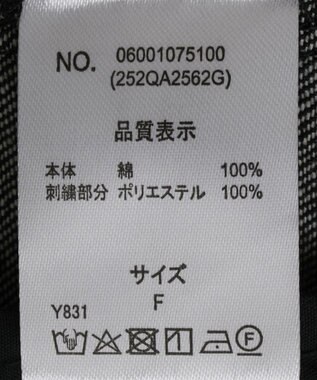 NO. 06001075100
(252QA2562G)
品質表示
本体 綿 100%
刺繍部分 ポリエステル 100%
サイズ
F
Y831
F